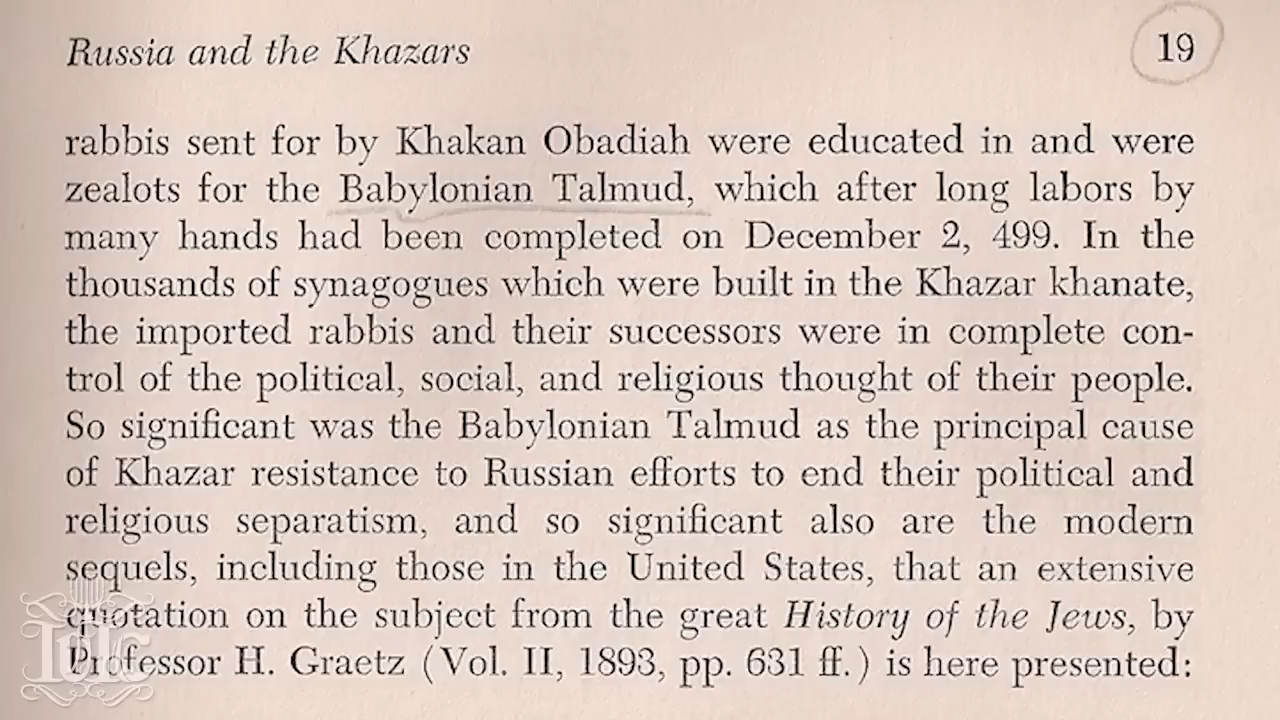 Russia and the Khazars 19
rabbis sent for by Khakan Obadiah were educated in and were
zealots for the Babylonian Talmud, which after long labors by
many hands had been completed on December 2, 499. In the
thousands of synagogues which were built in the Khazar khanate,
the imported rabbis and their successors were in complete con-
trol of the political, social, and religious thought of their people.
So significant was the Babylonian Talmud as the principal cause
of Khazar resistance to Russian efforts to end their political and
religious separatism, and so significant also are the modern
sequels, including those in the United States, that an extensive
quotation on the subject from the great History of the Jews, by
Professor H. Graetz (Vol. II, 1893, pp. 631 ff.) is here presented: